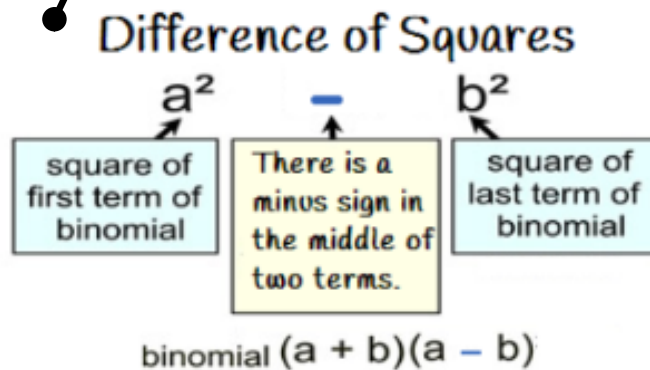 Difference of Squares
a² − b²
square of
first term of
binomial
There is a
minus sign in
the middle of
two terms.
square of
last term of
binomial
binomial (a + b)(a − b)